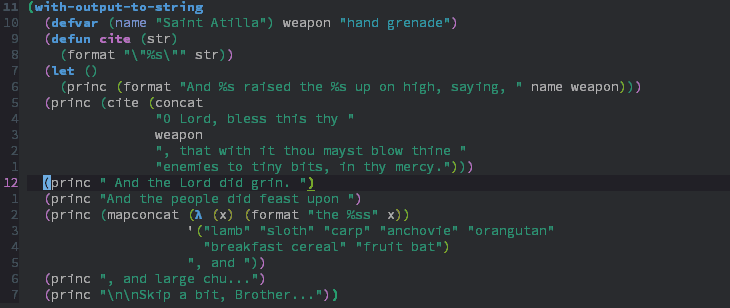 11 (with-output-to-string
10   (defvar (name "Saint Atilla") weapon "hand grenade")
9   (defun cite (str)
8     (format "\"%s\"" str))
7   (let ()
6     (princ (format "And %s raised the %s up on high, saying, " name weapon)))
5   (princ (cite (concat
4                 "O Lord, bless this thy "
3                 weapon
2                 ", that with it thou mayst blow thine "
1                 "enemies to tiny bits, in thy mercy.")))
12   (princ " And the Lord did grin. ")
1   (princ "And the people did feast upon ")
2   (princ (mapconcat (λ (x) (format "the %ss" x))
3                     '("lamb" "sloth" "carp" "anchovie" "orangutan"
4                       "breakfast cereal" "fruit bat")
5                     ", and "))
6   (princ ", and large chu...")
7   (princ "\n\nSkip a bit, Brother..."))